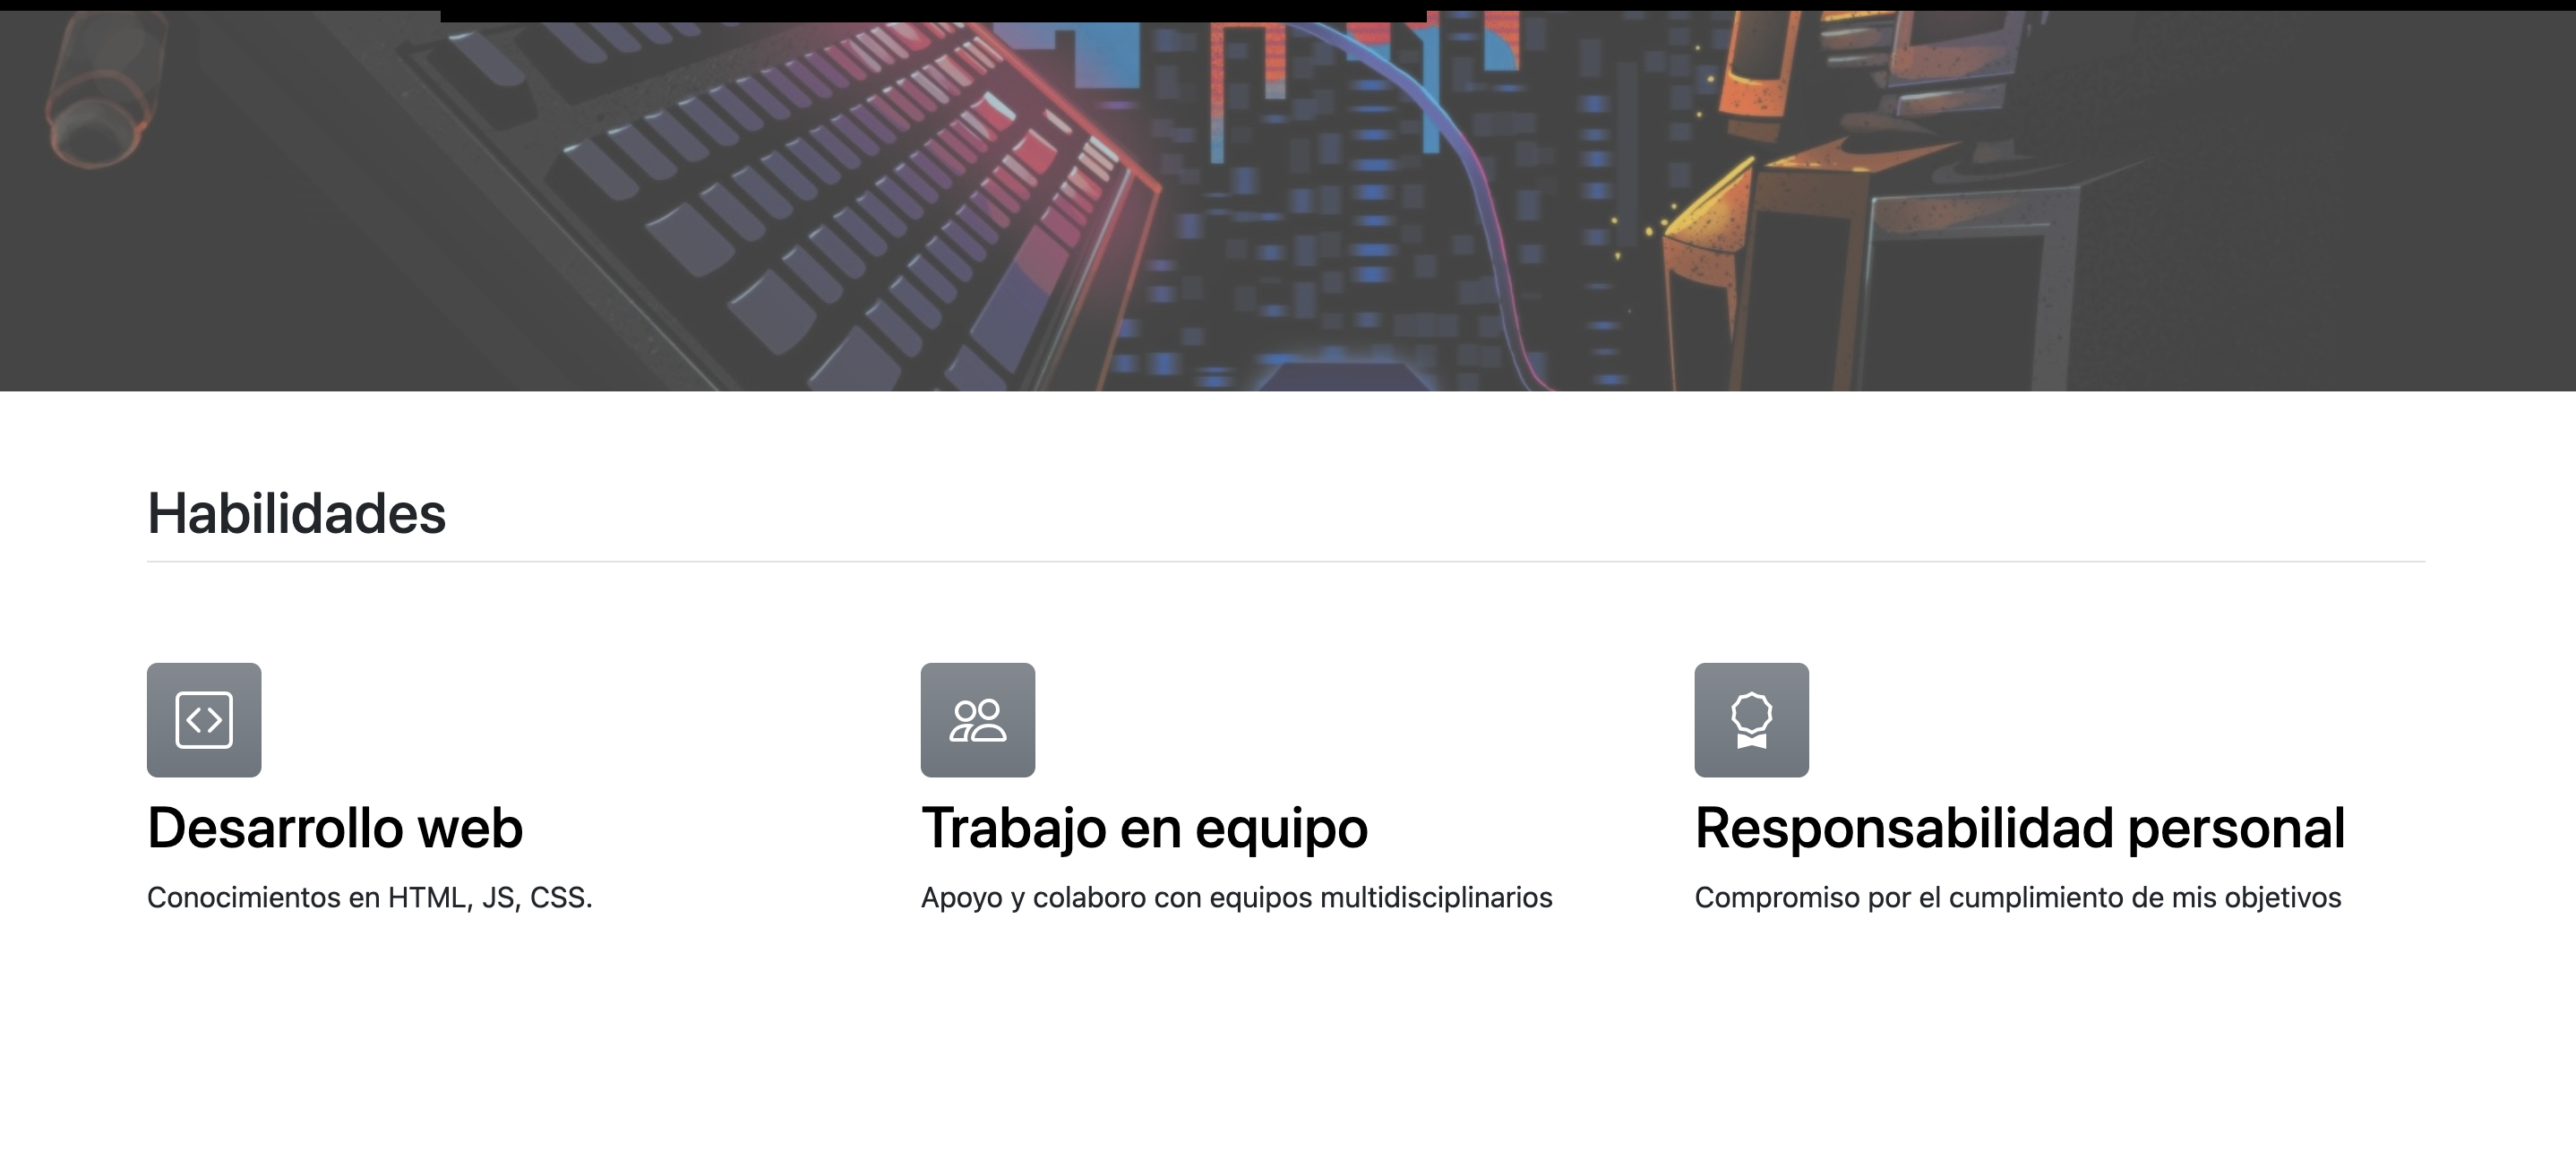 Habilidades
Desarrollo web
Conocimientos en HTML, JS, CSS.
Trabajo en equipo
Apoyo y colaboro con equipos multidisciplinarios
Responsabilidad personal
Compromiso por el cumplimiento de mis objetivos